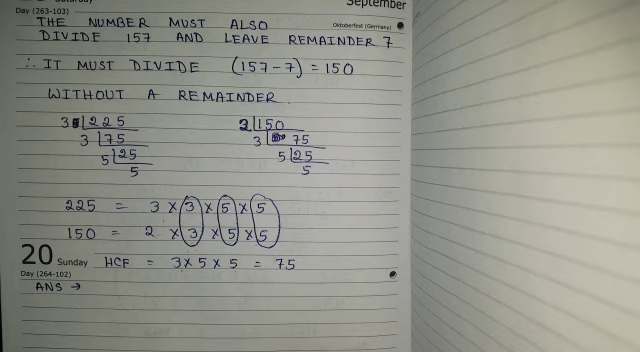 Saturday
September
Day (263-103)
Oktoberfest (Germany)
THE NUMBER MUST ALSO
DIVIDE 157 AND LEAVE REMAINDER 7
∴ IT MUST DIVIDE (157-7) = 150
WITHOUT A REMAINDER.
3 225 2 150
3 75 3 75
5 25 5 25
5 5
225 = 3 × 3 × 5 × 5
150 = 2 × 3 × 5 × 5
20 Sunday HCF = 3 × 5 × 5 = 75
Day (264-102)
ANS →